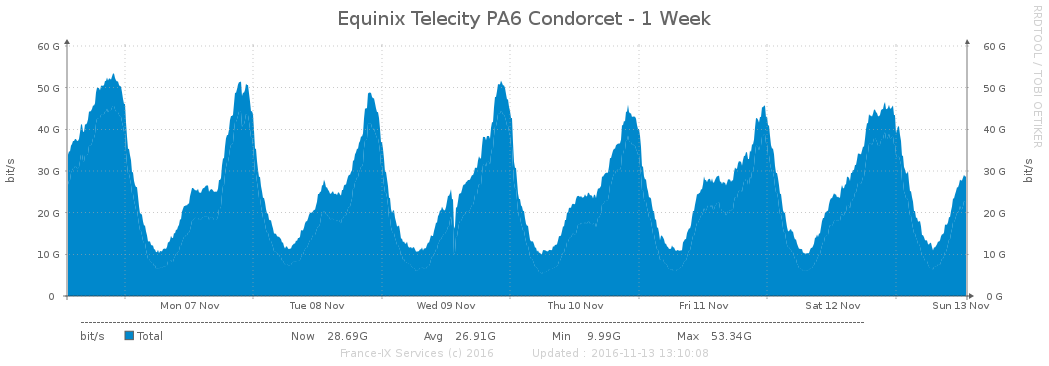 Equinix Telecity PA6 Condorcet - 1 Week
RRDTOOL / TOBI OETIKER
60 G 60 G
50 G 50 G
40 G 40 G
30 G 30 G
20 G 20 G
10 G 10 G
0 0 G
bit/s
bit/s
Mon 07 Nov Tue 08 Nov Wed 09 Nov Thu 10 Nov Fri 11 Nov Sat 12 Nov Sun 13 Nov
bit/s Total Now 28.69G Avg 26.91G Min 9.99G Max 53.34G
France-IX Services (c) 2016 Updated : 2016-11-13 13:10:08